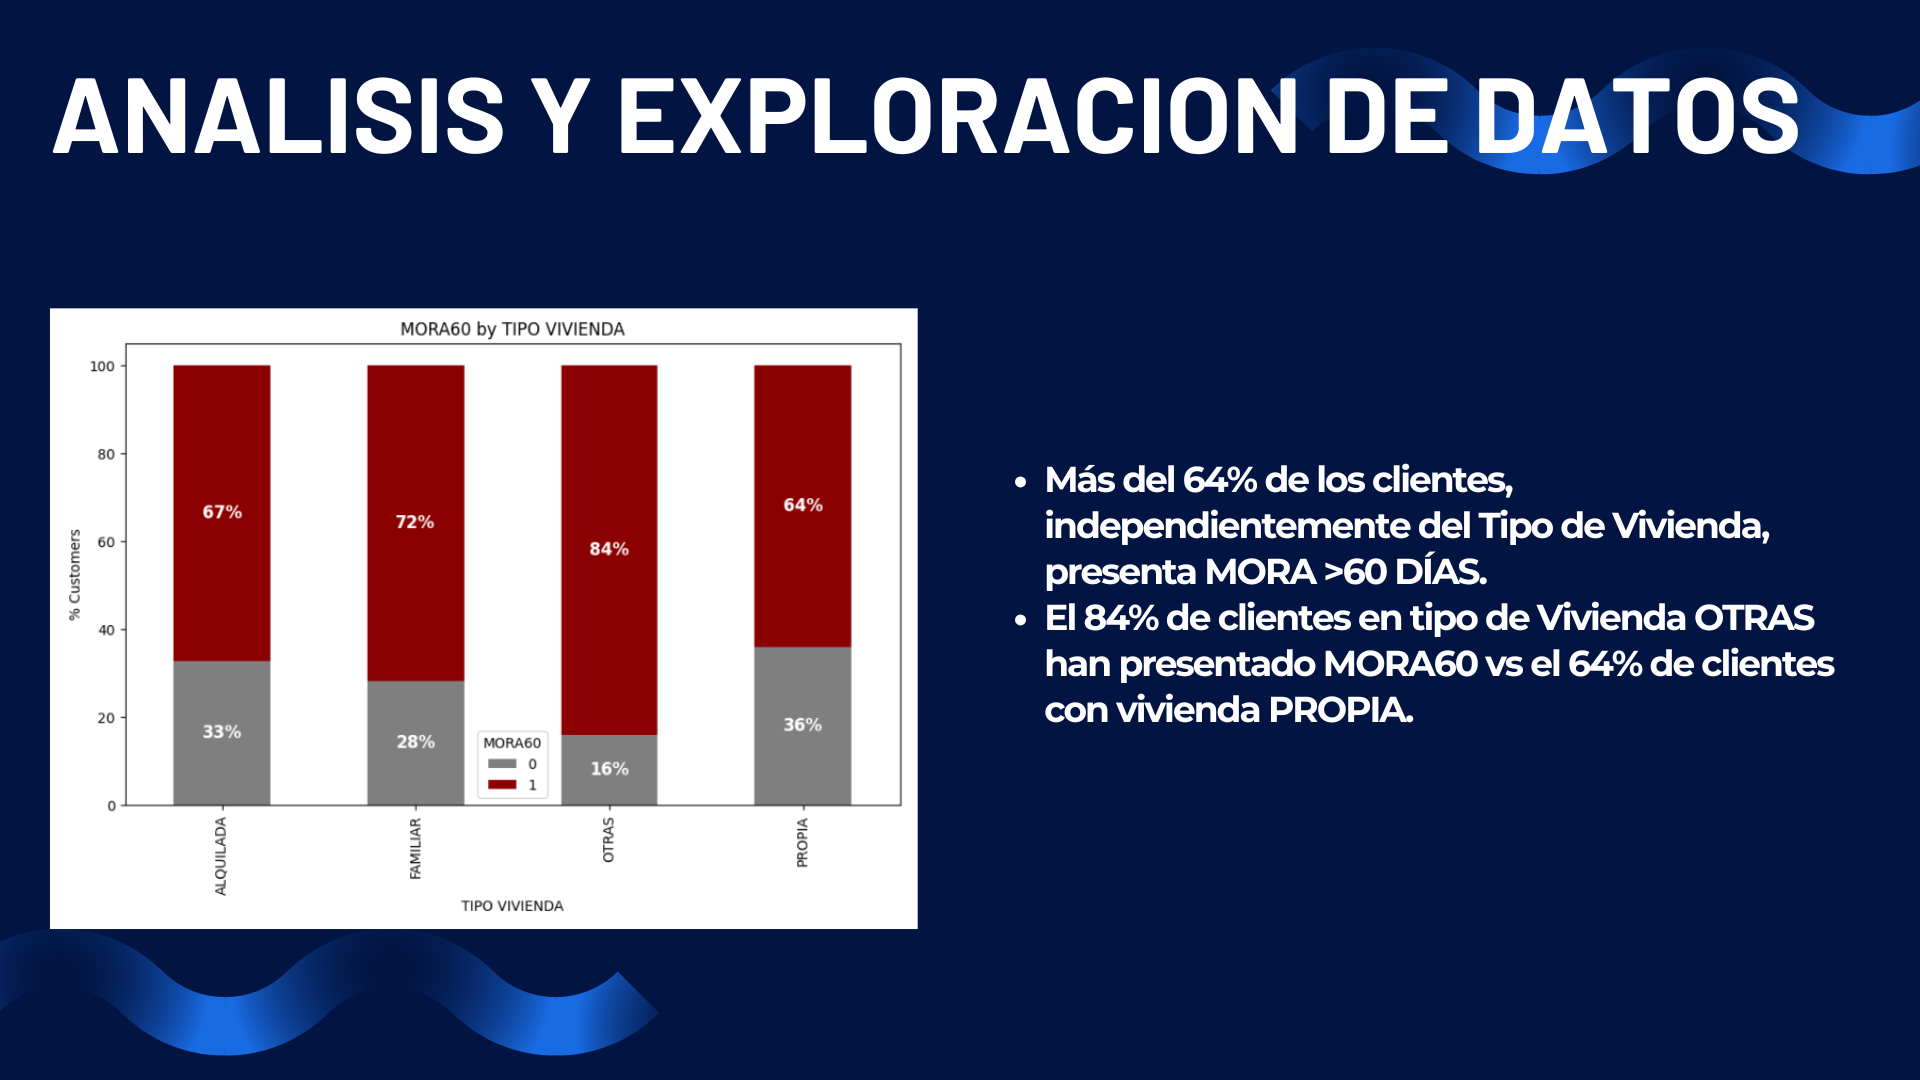 ANALISIS Y EXPLORACION DE DATOS
MORA60 by TIPO VIVIENDA
% Customers
100
80
60
40
20
0
67%
33%
72%
28%
84%
16%
64%
36%
MORA60
0
1
ALQUILADA
FAMILIAR
OTRAS
PROPIA
TIPO VIVIENDA
• Más del 64% de los clientes,
independientemente del Tipo de Vivienda,
presenta MORA >60 DÍAS.
• El 84% de clientes en tipo de Vivienda OTRAS
han presentado MORA60 vs el 64% de clientes
con vivienda PROPIA.